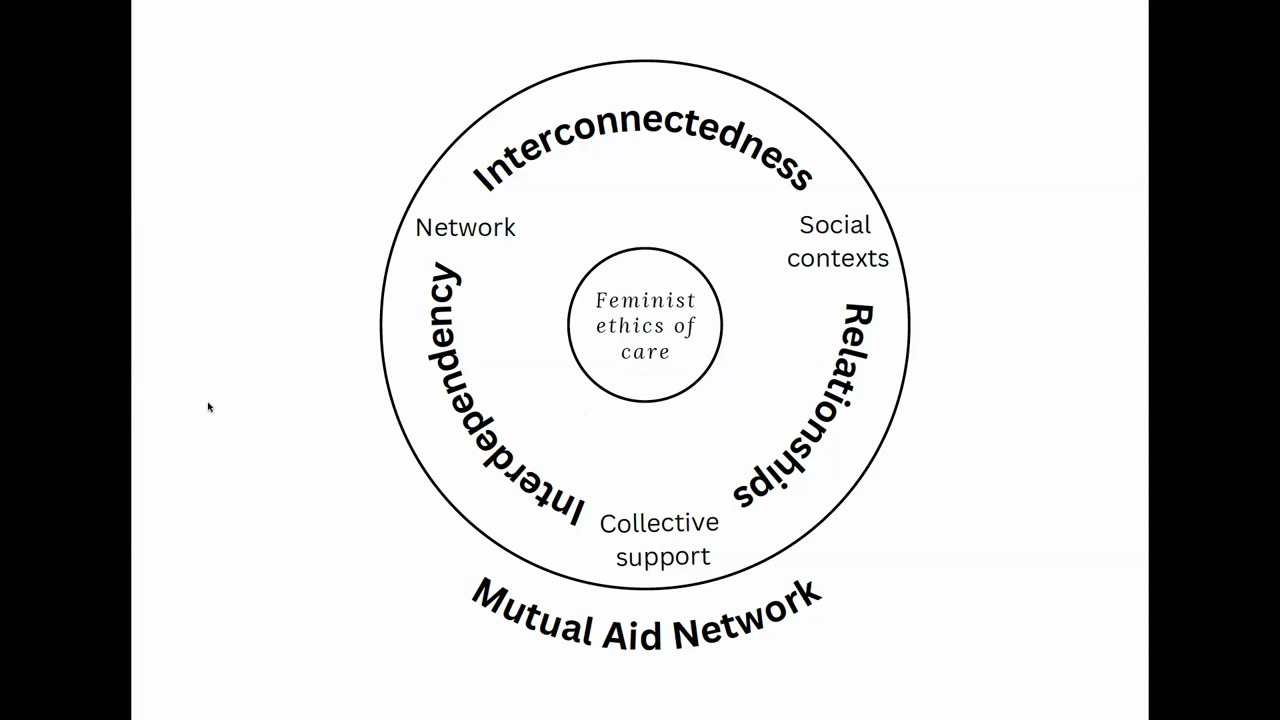 Interconnectedness
Network
Social
contexts
Feminist
ethics of
care
Interdependency
Relationships
Collective
support
Mutual Aid Network